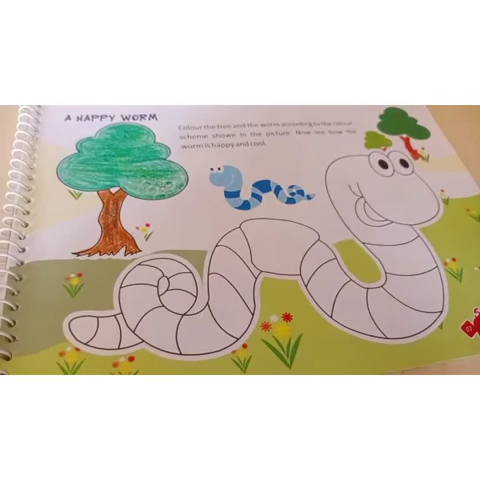 A HAPPY WORM
Colour the tree and the worm according to the colour
scheme shown in the picture. Now see how the
worm is happy and cool.